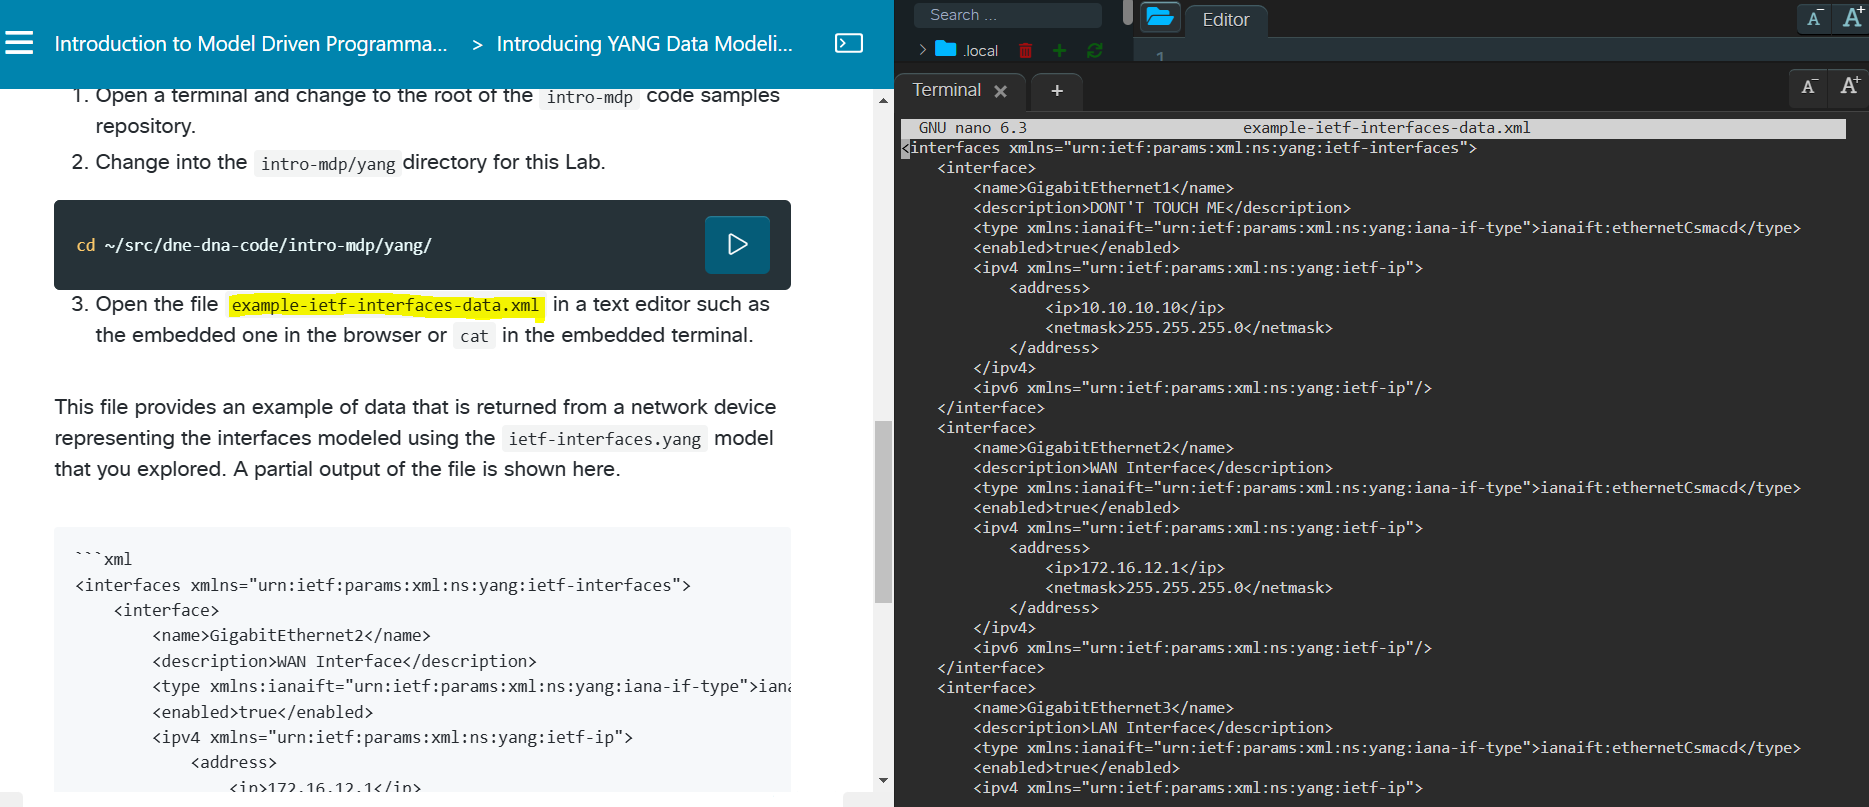 Introduction to Model Driven Programma... > Introducing YANG Data Modeli...
1. Open a terminal and change to the root of the intro-mdp code samples
repository.
2. Change into the intro-mdp/yang directory for this Lab.
cd ~/src/dne-dna-code/intro-mdp/yang/
3. Open the file example-ietf-interfaces-data.xml in a text editor such as
the embedded one in the browser or cat in the embedded terminal.
This file provides an example of data that is returned from a network device
representing the interfaces modeled using the ietf-interfaces.yang model
that you explored. A partial output of the file is shown here.
```xml
<interfaces xmlns="urn:ietf:params:xml:ns:yang:ietf-interfaces">
<interface>
<name>GigabitEthernet2</name>
<description>WAN Interface</description>
<type xmlns:ianaift="urn:ietf:params:xml:ns:yang:iana-if-type">iana
<enabled>true</enabled>
<ipv4 xmlns="urn:ietf:params:xml:ns:yang:ietf-ip">
<address>
<ip>172.16.12.1</ip>
Search ...
.local
Editor
A- A+
1
Terminal × +
A- A+
GNU nano 6.3 example-ietf-interfaces-data.xml
<interfaces xmlns="urn:ietf:params:xml:ns:yang:ietf-interfaces">
<interface>
<name>GigabitEthernet1</name>
<description>DONT'T TOUCH ME</description>
<type xmlns:ianaift="urn:ietf:params:xml:ns:yang:iana-if-type">ianaift:ethernetCsmacd</type>
<enabled>true</enabled>
<ipv4 xmlns="urn:ietf:params:xml:ns:yang:ietf-ip">
<address>
<ip>10.10.10.10</ip>
<netmask>255.255.255.0</netmask>
</address>
</ipv4>
<ipv6 xmlns="urn:ietf:params:xml:ns:yang:ietf-ip"/>
</interface>
<interface>
<name>GigabitEthernet2</name>
<description>WAN Interface</description>
<type xmlns:ianaift="urn:ietf:params:xml:ns:yang:iana-if-type">ianaift:ethernetCsmacd</type>
<enabled>true</enabled>
<ipv4 xmlns="urn:ietf:params:xml:ns:yang:ietf-ip">
<address>
<ip>172.16.12.1</ip>
<netmask>255.255.255.0</netmask>
</address>
</ipv4>
<ipv6 xmlns="urn:ietf:params:xml:ns:yang:ietf-ip"/>
</interface>
<interface>
<name>GigabitEthernet3</name>
<description>LAN Interface</description>
<type xmlns:ianaift="urn:ietf:params:xml:ns:yang:iana-if-type">ianaift:ethernetCsmacd</type>
<enabled>true</enabled>
<ipv4 xmlns="urn:ietf:params:xml:ns:yang:ietf-ip">